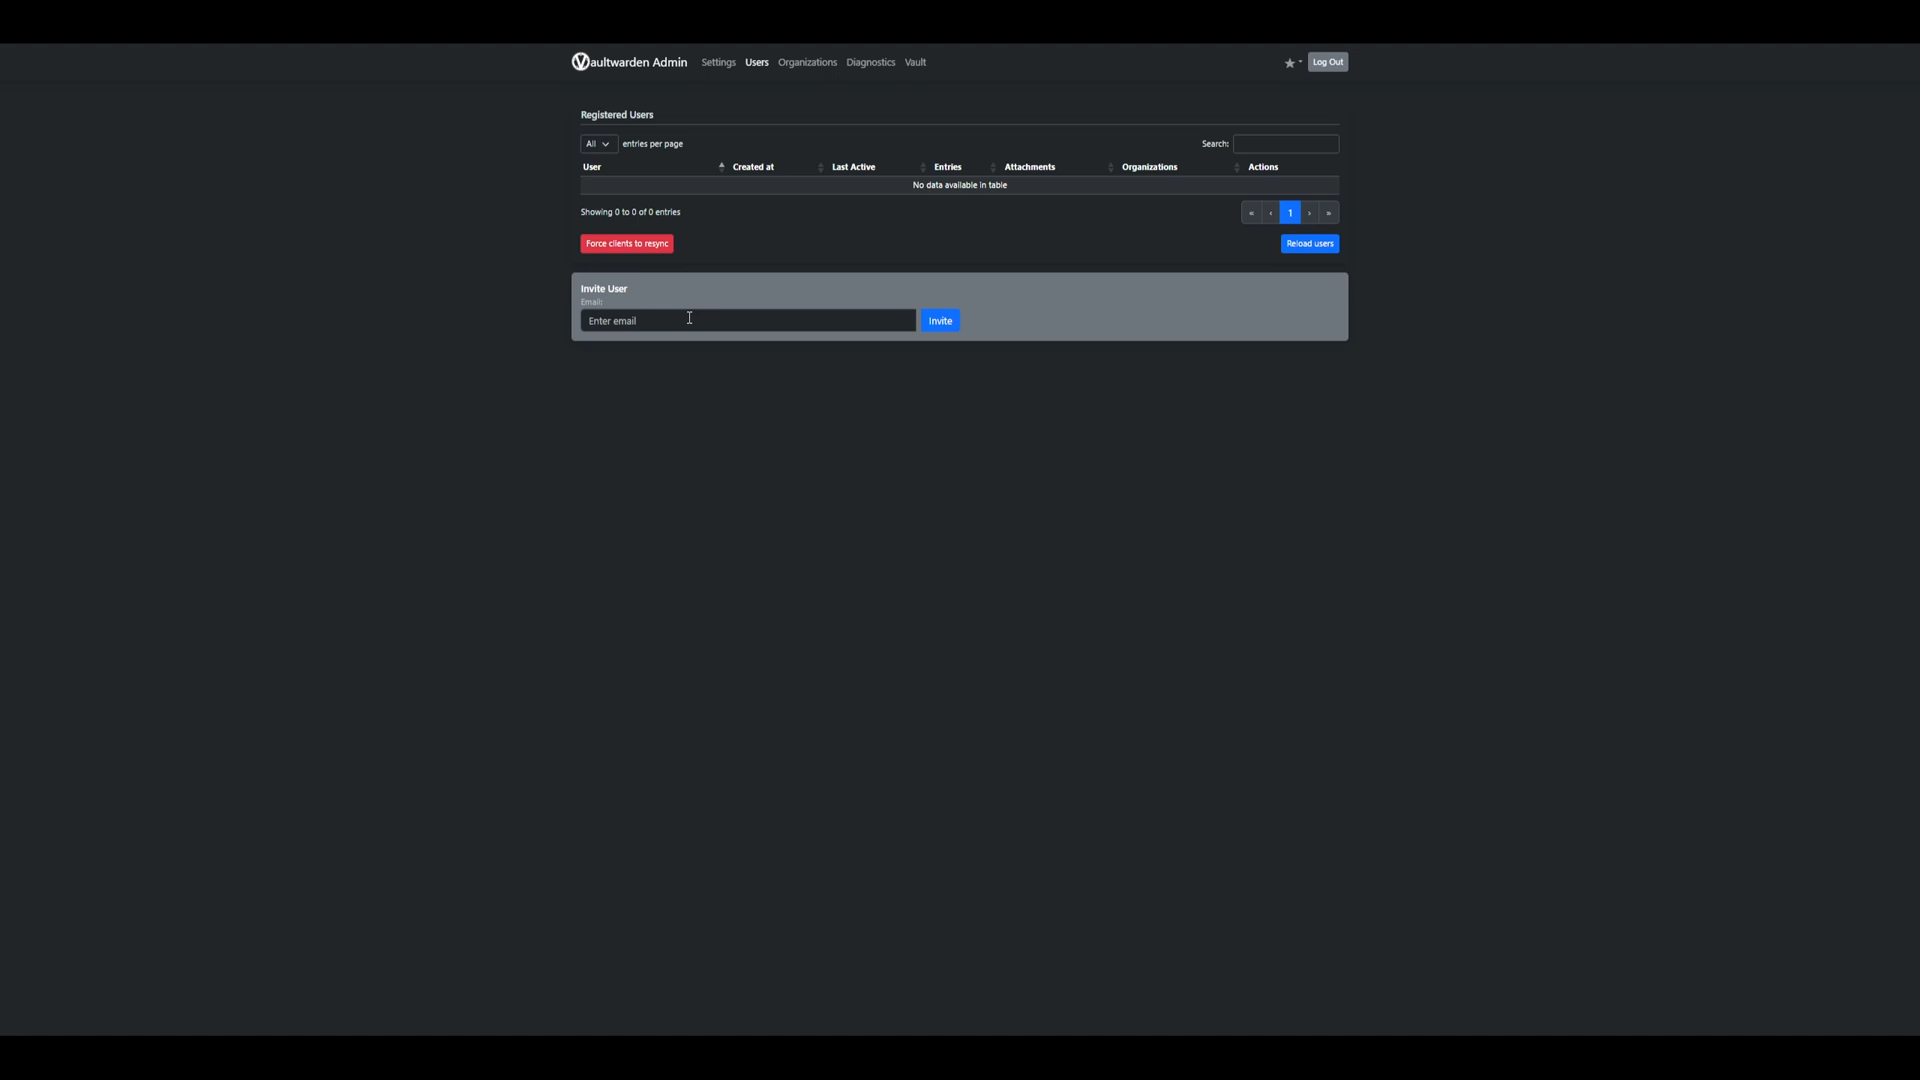 Vaultwarden Admin Settings Users Organizations Diagnostics Vault Log Out
Registered Users
All entries per page Search:
User Created at Last Active Entries Attachments Organizations Actions
No data available in table
Showing 0 to 0 of 0 entries « ‹ 1 › »
Force clients to resync Reload users
Invite User
Email:
Enter email Invite